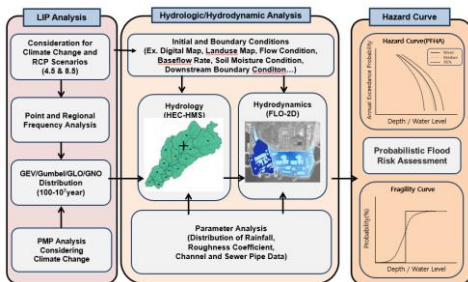 LIP Analysis
Consideration for
Climate Change and
RCP Scenarios
(4.5 & 8.5)
Point and Regional
Frequency Analysis
GEV/Gumbel/GLO/GNO
Distribution
PMP Analysis
Considering
Climate Change
Hydrologic/Hydrodynamic Analysis
Initial and Boundary Conditions
(Ex. Digital Map, Landuse Map, Flow Condition,
Baseflow Rate, Soil Moisture Condition,
Downstream Boundary Conditon...)
Hydrology
(HEC-HMS)
Hydrodynamics
(FLO-2D)
Parameter Analysis
(Distribution of Rainfall,
Roughness Coefficient,
Channel and Sewer Pipe Data)
Hazard Curve
Hazard Curve(PFHA)
Annual Exceedance Probability
Mean
Median
Depth / Water Level
Probabilistic Flood
Risk Assessment
Fragility Curve
Probability(%)
Depth / Water Level